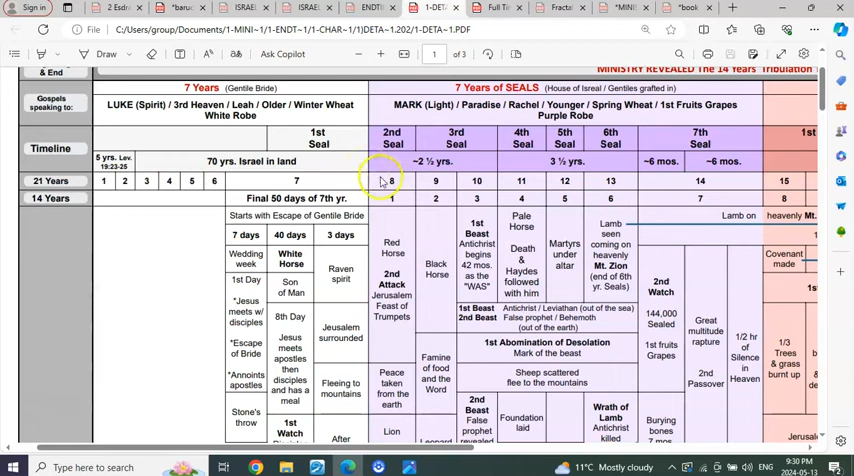 Sign in
2 Esdra
*baruc
ISRAEL
ISRAEL
ENDTIN
1-DETA
Full Tim
Fractal
*MINIS
*book
File
C:/Users/group/Documents/1-MINI~1/1-ENDT~1/1-CHAR~1/1)DETA~1.202/1-DETA~1.PDF
Draw
Ask Copilot
1
of 1
& End
MINISTRY REVEALED The 14 Years Tribulation
Gospels speaking to:
7 Years (Gentile Bride)
7 Years of SEALS (House of Isreal / Gentiles grafted in)
LUKE (Spirit) / 3rd Heaven / Leah / Older / Winter Wheat
White Robe
MARK (Light) / Paradise / Rachel / Younger / Spring Wheat / 1st Fruits Grapes
Purple Robe
Timeline
1st Seal
2nd Seal
3rd Seal
4th Seal
5th Seal
6th Seal
7th Seal
1st
5 yrs. Lev. 19:23-25
70 yrs. Israel in land
~2 ½ yrs.
3 ½ yrs.
~6 mos.
~6 mos.
21 Years
1 2 3 4 5 6 7 8 9 10 11 12 13 14 15
14 Years
Final 50 days of 7th yr.
1 2 3 4 5 6 7 8
Starts with Escape of Gentile Bride
7 days
40 days
3 days
Wedding week
1st Day
*Jesus meets w/ disciples
*Escape of Bride
*Annoints apostles
Stone's throw
White Horse
Son of Man
8th Day
Jesus meets apostles then disciples and has a meal
1st Watch
Raven spirit
Jerusalem surrounded
Fleeing to mountains
After
Red Horse
2nd Attack Jerusalem Feast of Trumpets
Peace taken from the earth
Lion
Black Horse
Famine of food and the Word
Leopard
1st Beast Antichrist begins 42 mos. as the "WAS"
Pale Horse
Death & Haydes followed with him
Martyrs under altar
Lamb seen coming on heavenly Mt. Zion (end of 6th yr. Seals)
1st Beast Antichrist / Leviathan (out of the sea)
2nd Beast False prophet / Behemoth
(out of the earth)
1st Abomination of Desolation
Mark of the beast
Sheep scattered
flee to the mountains
2nd Beast False prophet revealed
Foundation laid
Wrath of Lamb
Antichrist killed
Lamb on heavenly Mt.
2nd Watch
144,000 Sealed
1st fruits Grapes
Burying bones 7 mos.
Great multitude rapture
2nd Passover
1/2 hr of Silence in Heaven
Covenant made
1st
1/3 Trees & grass burnt up
Jerusal
Type here to search
11°C Mostly cloudy
9:30 PM
2024-05-13